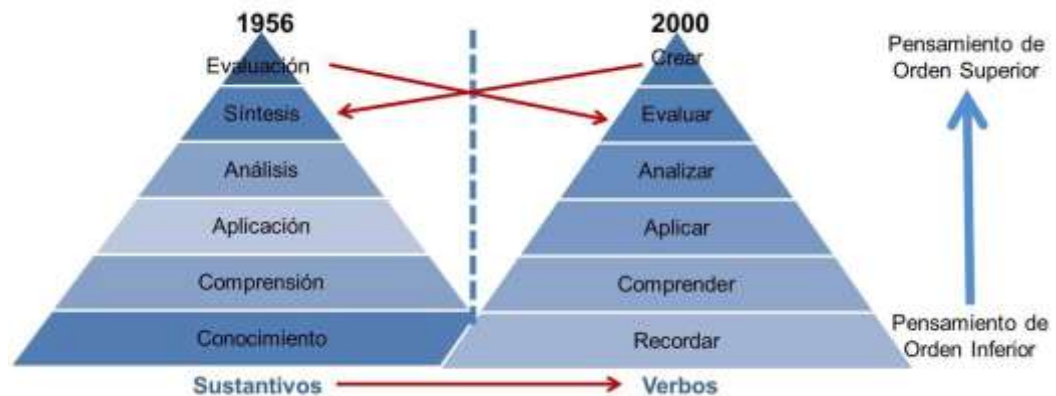 1956
Evaluación
Síntesis
Análisis
Aplicación
Comprensión
Conocimiento
Sustantivos
2000
Crear
Evaluar
Analizar
Aplicar
Comprender
Recordar
Verbos
Pensamiento de
Orden Superior
Pensamiento de
Orden Inferior